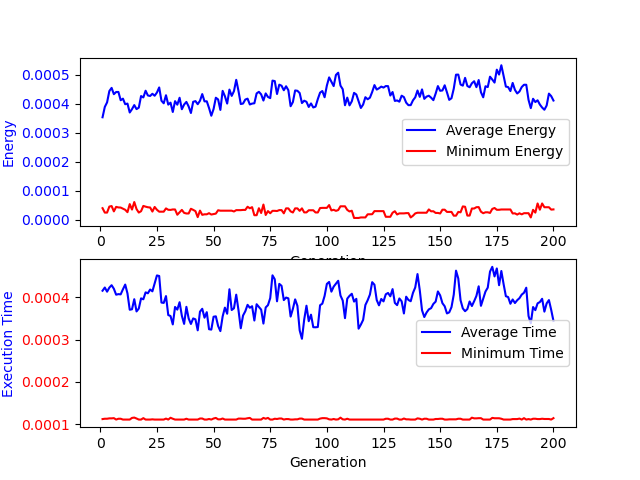 0.0005
0.0004
0.0003
0.0002
0.0001
0.0000
Energy
Average Energy
Minimum Energy
0 25 50 75 100 125 150 175 200
Generation
0.0004
0.0003
0.0002
0.0001
Execution Time
Average Time
Minimum Time
0 25 50 75 100 125 150 175 200
Generation